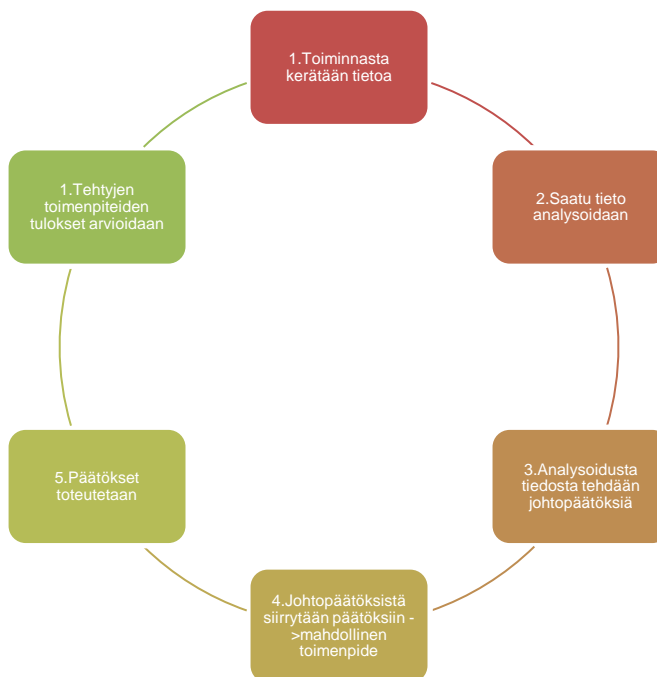 1.Toiminnasta
kerätään tietoa
2.Saatu tieto
analysoidaan
3.Analysoidusta
tiedosta tehdään
johtopäätöksiä
4.Johtopäätöksistä
siirrytään päätöksiin -
>mahdollinen
toimenpide
5.Päätökset
toteutetaan
1.Tehtyjen
toimenpiteiden
tulokset arvioidaan